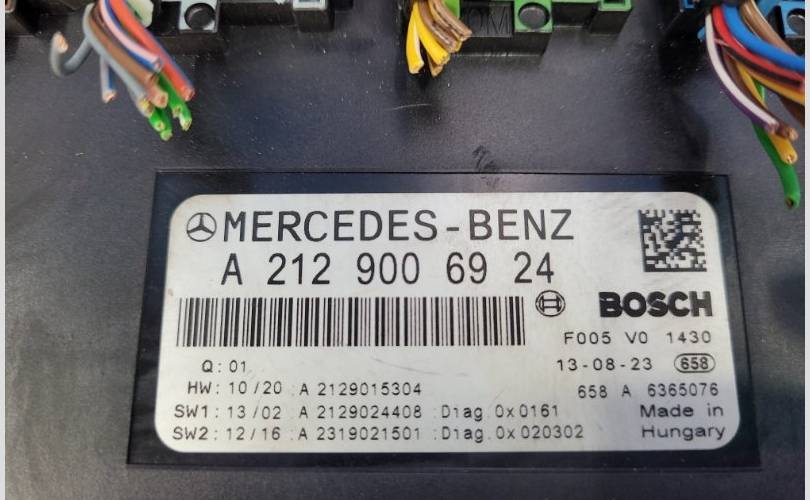 OM
MERCEDES-BENZ
A 212 900 69 24
BOSCH
F005 V0 1430
Q: 01
13-08-23 658
HW: 10/20 A 2129015304
658 A 6365076
SW1: 13/02 A 2129024408 Diag 0x0161
Made in
SW2: 12/16 A 2319021501 Diag 0x020302
Hungary